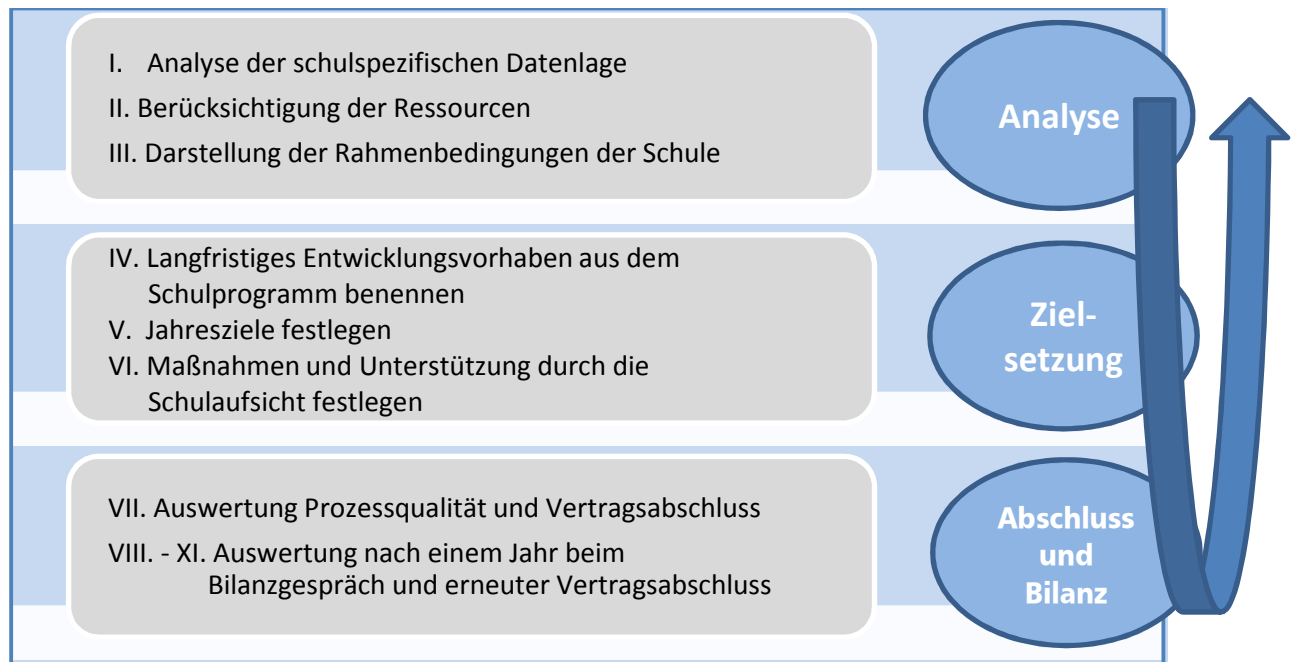 I. Analyse der schulspezifischen Datenlage
II. Berücksichtigung der Ressourcen
III. Darstellung der Rahmenbedingungen der Schule
Analyse
IV. Langfristiges Entwicklungsvorhaben aus dem
Schulprogramm benennen
V. Jahresziele festlegen
VI. Maßnahmen und Unterstützung durch die
Schulaufsicht festlegen
Ziel-
setzung
VII. Auswertung Prozessqualität und Vertragsabschluss
VIII. - XI. Auswertung nach einem Jahr beim
Bilanzgespräch und erneuter Vertragsabschluss
Abschluss
und
Bilanz